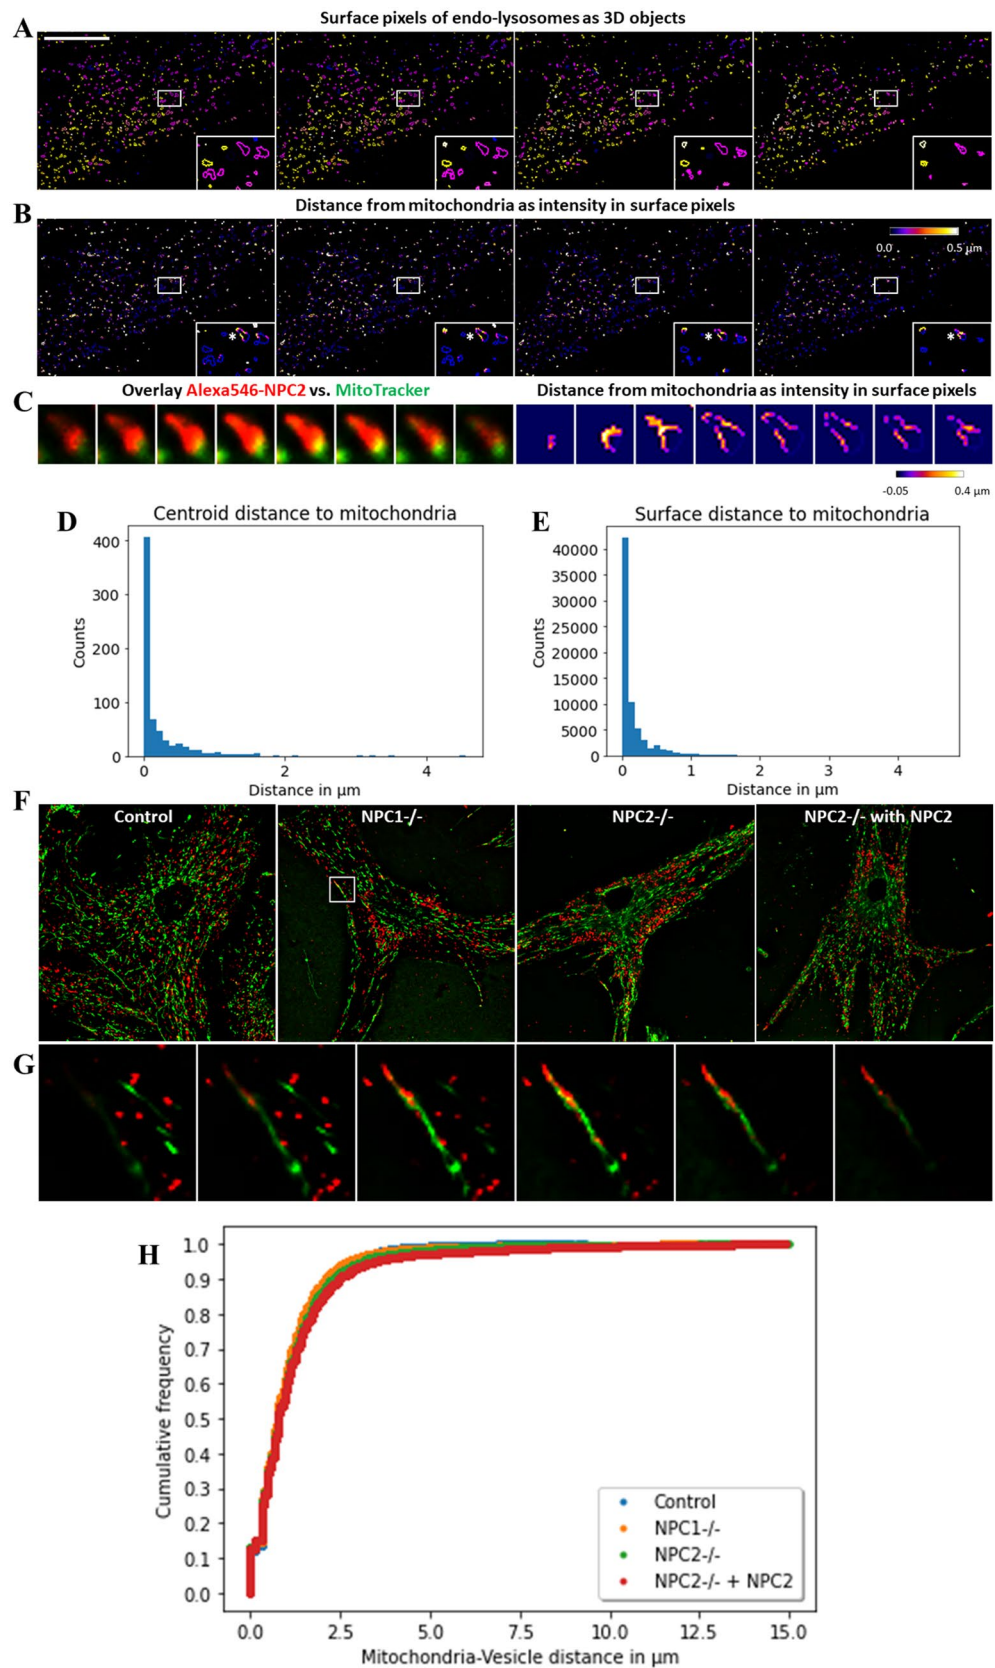 Surface pixels of endo-lysosomes as 3D objects
A
Distance from mitochondria as intensity in surface pixels
B
0.0 0.5 µm
* * * *
Overlay Alexa546-NPC2 vs. MitoTracker Distance from mitochondria as intensity in surface pixels
C
-0.05 0.4 µm
D
Centroid distance to mitochondria
400
300
200
100
0
Counts
0 2 4
Distance in µm
E
Surface distance to mitochondria
40000
35000
30000
25000
20000
15000
10000
5000
0
Counts
0 1 2 3 4
Distance in µm
F
Control NPC1-/- NPC2-/- NPC2-/- with NPC2
G
H
1.0
0.9
0.8
0.7
0.6
0.5
0.4
0.3
0.2
0.1
0.0
Cumulative frequency
Control
NPC1-/-
NPC2-/-
NPC2-/- + NPC2
0.0 2.5 5.0 7.5 10.0 12.5 15.0
Mitochondria-Vesicle distance in µm